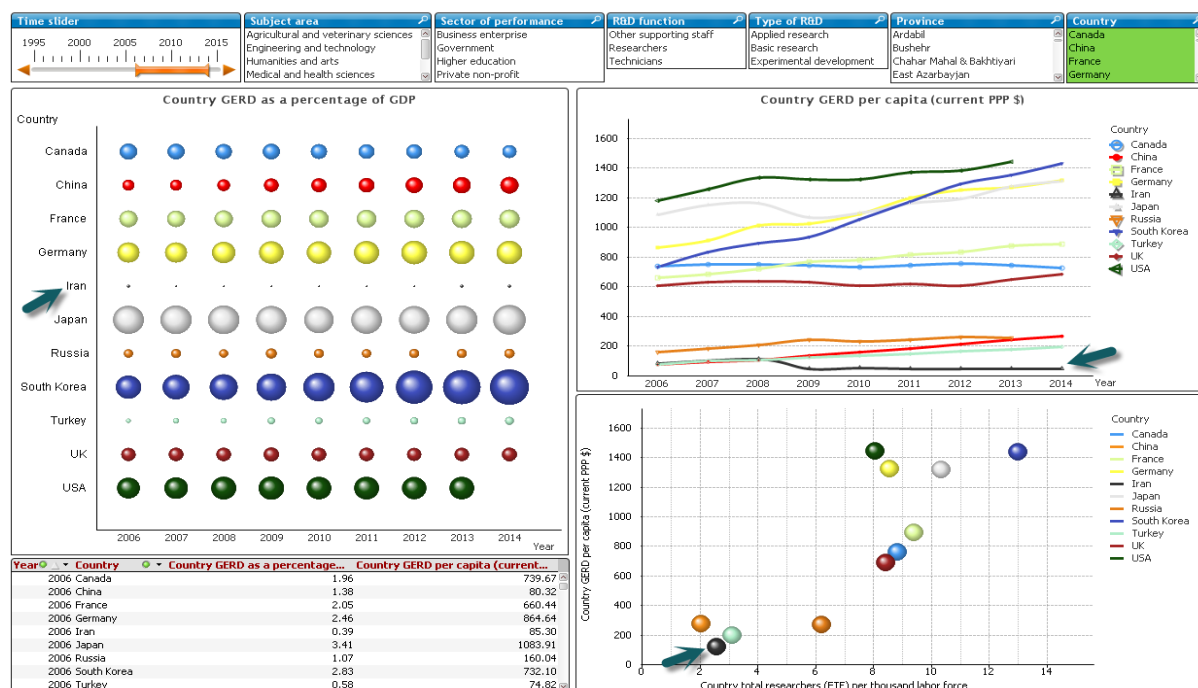 Time slider
1995 2000 2005 2010 2015
Subject area
Agricultural and veterinary sciences
Engineering and technology
Humanities and arts
Medical and health sciences
Sector of performance
Business enterprise
Government
Higher education
Private non-profit
R&D function
Other supporting staff
Researchers
Technicians
Type of R&D
Applied research
Basic research
Experimental development
Province
Ardabil
Bushehr
Chahar Mahal & Bakhtiyari
East Azarbayjan
Country
Canada
China
France
Germany
Country GERD as a percentage of GDP
Country
Canada
China
France
Germany
Iran
Japan
Russia
South Korea
Turkey
UK
USA
2006 2007 2008 2009 2010 2011 2012 2013 2014
Year
Country GERD per capita (current PPP $)
1600
1400
1200
1000
800
600
400
200
0
2006 2007 2008 2009 2010 2011 2012 2013 2014 Year
Country
Canada
China
France
Germany
Iran
Japan
Russia
South Korea
Turkey
UK
USA
Year Country Country GERD as a percentage... Country GERD per capita (current...
2006 Canada 1.96 739.67
2006 China 1.38 80.32
2006 France 2.05 660.44
2006 Germany 2.46 864.64
2006 Iran 0.39 85.30
2006 Japan 3.41 1083.91
2006 Russia 1.07 160.04
2006 South Korea 2.83 732.10
2006 Turkey 0.58 74.82
Country GERD per capita (current PPP $)
1600
1400
1200
1000
800
600
400
200
0
0 2 4 6 8 10 12 14
Country total researchers (FTE) per thousand labor force
Country
Canada
China
France
Germany
Iran
Japan
Russia
South Korea
Turkey
UK
USA